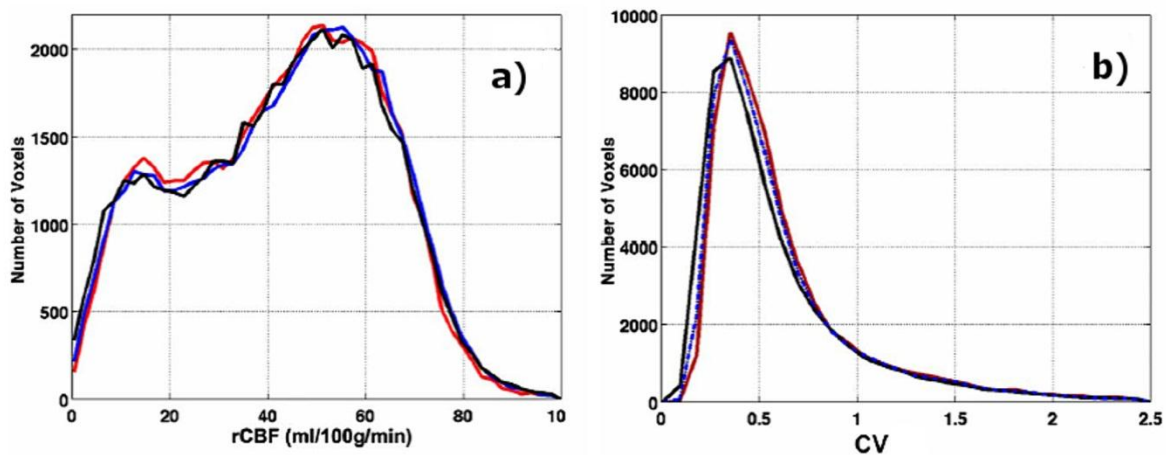 a)
2000
1500
1000
500
0
0 20 40 60 80 10
Number of Voxels
rCBF (ml/100g/min)
b)
10000
8000
6000
4000
2000
0
0 0.5 1 1.5 2 2.5
Number of Voxels
CV